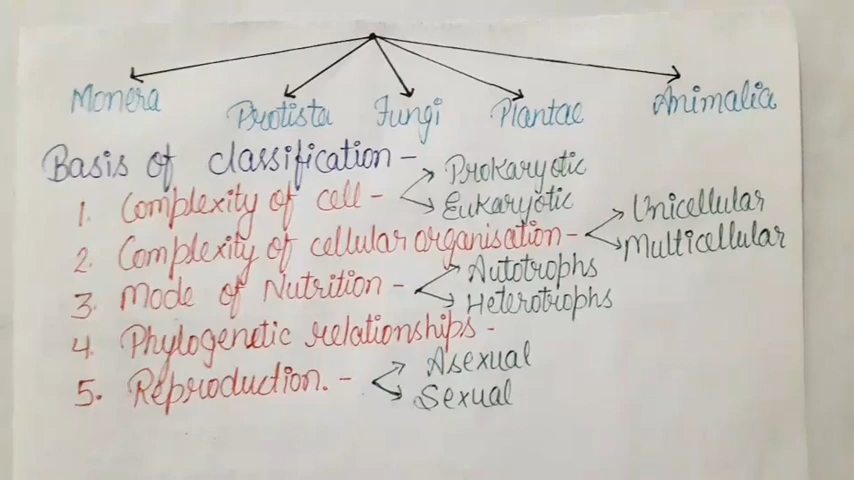 Monera Protista Fungi Plantae Animalia
Basis of classification -
Prokaryotic
1. Complexity of cell -
Eukaryotic
Unicellular
2. Complexity of cellular organisation -
Multicellular
Autotrophs
3. Mode of Nutrition -
Heterotrophs
4. Phylogenetic relationships -
Asexual
5. Reproduction. -
Sexual